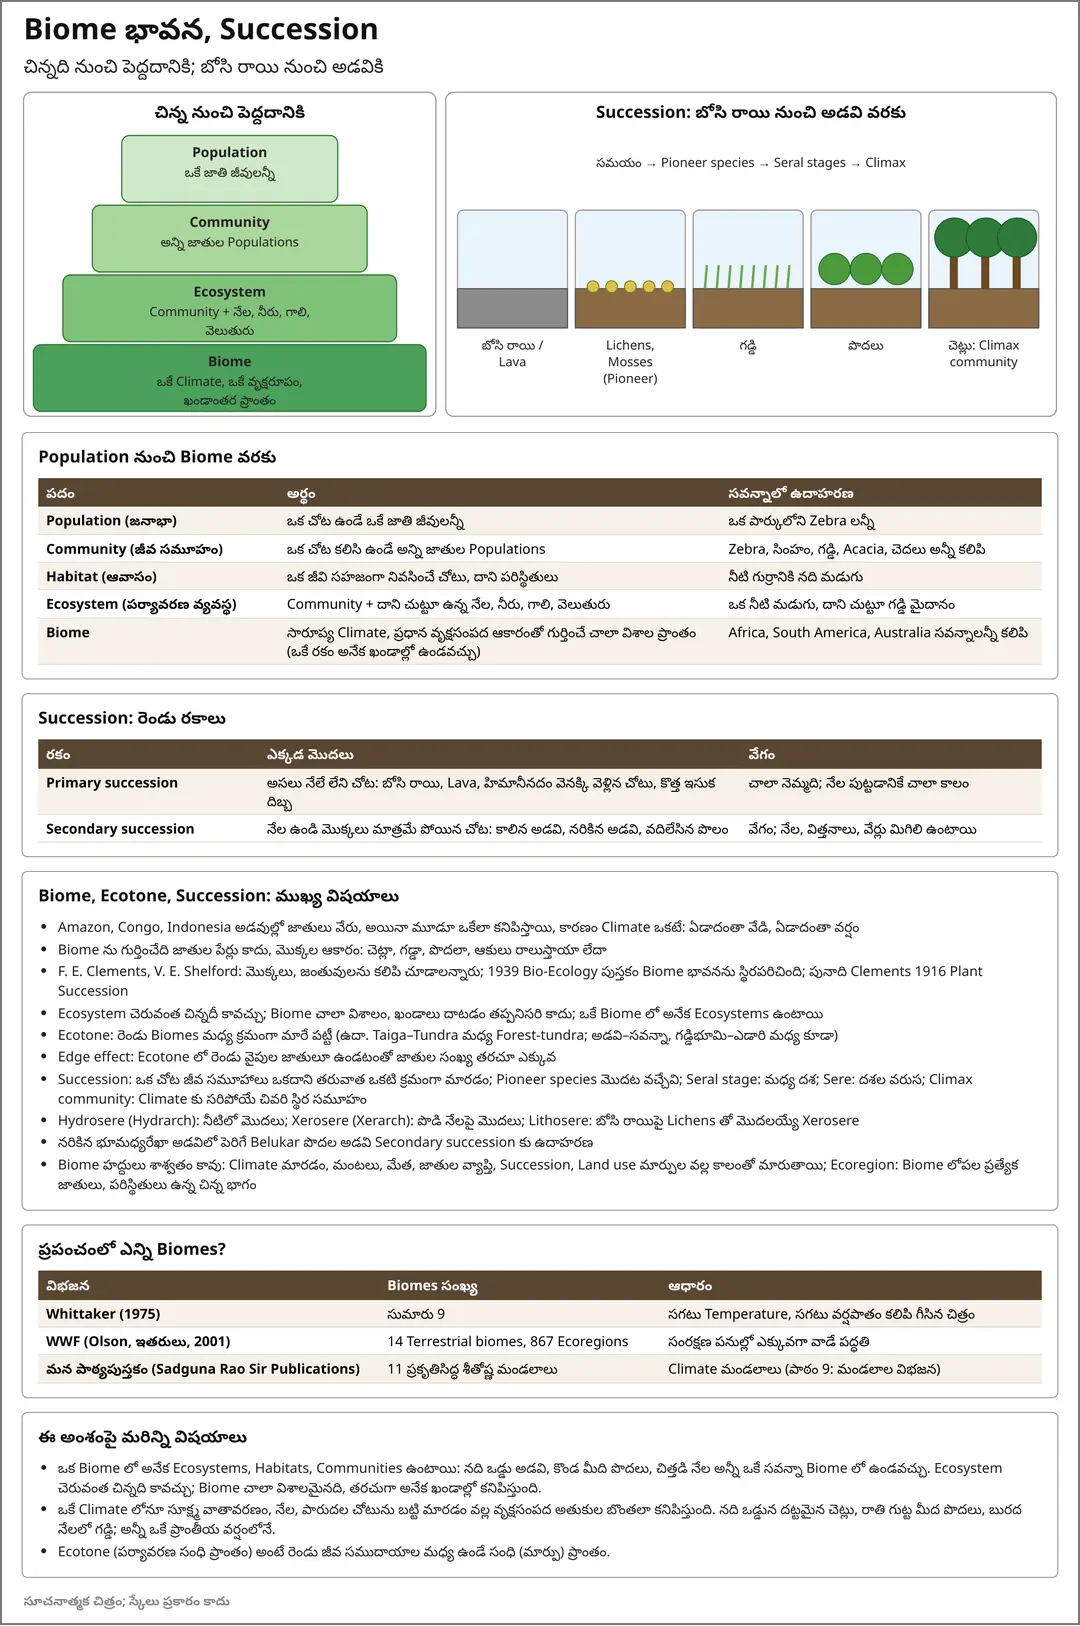 Biome భావన, Succession
చిన్నది నుంచి పెద్దదానికి; బోసి రాయి నుంచి అడవికి
చిన్న నుంచి పెద్దదానికి
Population
ఒకే జాతి జీవులన్నీ
Community
అన్ని జాతుల Populations
Ecosystem
Community + నేల, నీరు, గాలి,
వెలుతురు
Biome
ఒకే Climate, ఒకే వృక్షరూపం,
ఖండాంతర ప్రాంతం
Succession: బోసి రాయి నుంచి అడవి వరకు
సమయం → Pioneer species → Seral stages → Climax
బోసి రాయి /
Lava
Lichens,
Mosses
(Pioneer)
గడ్డి
పొదలు
చెట్లు: Climax
community
Population నుంచి Biome వరకు
పదం అర్థం సవన్నాలో ఉదాహరణ
Population (జనాభా) ఒక చోట ఉండే ఒకే జాతి జీవులన్నీ ఒక పార్కులోని Zebra లన్నీ
Community (జీవ సమూహం) ఒక చోట కలిసి ఉండే అన్ని జాతుల Populations Zebra, సింహం, గడ్డి, Acacia, చెదలు అన్నీ కలిపి
Habitat (ఆవాసం) ఒక జీవి సహజంగా నివసించే చోటు, దాని పరిస్థితులు నీటి గుర్రానికి నది మడుగు
Ecosystem (పర్యావరణ వ్యవస్థ) Community + దాని చుట్టూ ఉన్న నేల, నీరు, గాలి, వెలుతురు ఒక నీటి మడుగు, దాని చుట్టూ గడ్డి మైదానం
Biome సారూప్య Climate, ప్రధాన వృక్షసంపద ఆకారంతో గుర్తించే చాలా విశాల ప్రాంతం Africa, South America, Australia సవన్నాలన్నీ కలిపి
(ఒకే రకం అనేక ఖండాల్లో ఉండవచ్చు)
Succession: రెండు రకాలు
రకం ఎక్కడ మొదలు వేగం
Primary succession అసలు నేలే లేని చోట: బోసి రాయి, Lava, హిమానీనదం వెనక్కి వెళ్లిన చోటు, కొత్త ఇసుక చాలా నెమ్మది; నేల పుట్టడానికే చాలా కాలం
దిబ్బ
Secondary succession నేల ఉండి మొక్కలు మాత్రమే పోయిన చోట: కాలిన అడవి, నరికిన అడవి, వదిలేసిన పొలం వేగం; నేల, విత్తనాలు, వేర్లు మిగిలి ఉంటాయి
Biome, Ecotone, Succession: ముఖ్య విషయాలు
• Amazon, Congo, Indonesia అడవుల్లో జాతులు వేరు, అయినా మూడూ ఒకేలా కనిపిస్తాయి, కారణం Climate ఒకటే: ఏడాదంతా వేడి, ఏడాదంతా వర్షం
• Biome ను గుర్తించేది జాతుల పేర్లు కాదు, మొక్కల ఆకారం: చెట్లా, గడ్డా, పొదలా, ఆకులు రాలుస్తాయా లేదా
• F. E. Clements, V. E. Shelford: మొక్కలు, జంతువులను కలిపి చూడాలన్నారు; 1939 Bio-Ecology పుస్తకం Biome భావనను స్థిరపరిచింది; పునాది Clements 1916 Plant
Succession
• Ecosystem చెరువంత చిన్నదీ కావచ్చు; Biome చాలా విశాలం, ఖండాలు దాటడం తప్పనిసరి కాదు; ఒకే Biome లో అనేక Ecosystems ఉంటాయి
• Ecotone: రెండు Biomes మధ్య క్రమంగా మారే పట్టీ (ఉదా. Taiga–Tundra మధ్య Forest-tundra; అడవి–సవన్నా, గడ్డిభూమి–ఎడారి మధ్య కూడా)
• Edge effect: Ecotone లో రెండు వైపుల జాతులూ ఉండటంతో జాతుల సంఖ్య తరచూ ఎక్కువ
• Succession: ఒక చోట జీవ సమూహాలు ఒకదాని తరువాత ఒకటి క్రమంగా మారడం; Pioneer species మొదట వచ్చేవి; Seral stage: మధ్య దశ; Sere: దశల వరుస; Climax
community: Climate కు సరిపోయే చివరి స్థిర సమూహం
• Hydrosere (Hydrarch): నీటిలో మొదలు; Xerosere (Xerarch): పొడి నేలపై మొదలు; Lithosere: బోసి రాయిపై Lichens తో మొదలయ్యే Xerosere
• నరికిన భూమధ్యరేఖా అడవిలో పెరిగే Belukar పొదల అడవి Secondary succession కు ఉదాహరణ
• Biome హద్దులు శాశ్వతం కావు: Climate మారడం, మంటలు, మేత, జాతుల వ్యాప్తి, Succession, Land use మార్పుల వల్ల కాలంతో మారుతాయి; Ecoregion: Biome లోపల ప్రత్యేక
జాతులు, పరిస్థితులు ఉన్న చిన్న భాగం
ప్రపంచంలో ఎన్ని Biomes?
విభజన Biomes సంఖ్య ఆధారం
Whittaker (1975) సుమారు 9 సగటు Temperature, సగటు వర్షపాతం కలిపి గీసిన చిత్రం
WWF (Olson, ఇతరులు, 2001) 14 Terrestrial biomes, 867 Ecoregions సంరక్షణ పనుల్లో ఎక్కువగా వాడే పద్ధతి
మన పాఠ్యపుస్తకం (Sadguna Rao Sir Publications) 11 ప్రకృతిసిద్ధ శీతోష్ణ మండలాలు Climate మండలాలు (పాఠం 9: మండలాల విభజన)
ఈ అంశంపై మరిన్ని విషయాలు
• ఒక Biome లో అనేక Ecosystems, Habitats, Communities ఉంటాయి: నది ఒడ్డు అడవి, కొండ మీది పొదలు, చిత్తడి నేల అన్నీ ఒకే సవన్నా Biome లో ఉండవచ్చు. Ecosystem
చెరువంత చిన్నది కావచ్చు; Biome చాలా విశాలమైనది, తరచుగా అనేక ఖండాల్లో కనిపిస్తుంది.
• ఒకే Climate లోనూ సూక్ష్మ వాతావరణం, నేల, పారుదల చోటును బట్టి మారడం వల్ల వృక్షసంపద అతుకుల బొంతలా కనిపిస్తుంది. నది ఒడ్డున దట్టమైన చెట్లు, రాతి గుట్ట మీద పొదలు, బురద
నేలలో గడ్డి; అన్నీ ఒకే ప్రాంతీయ వర్షంలోనే.
• Ecotone (పర్యావరణ సంధి ప్రాంతం) అంటే రెండు జీవ సముదాయాల మధ్య ఉండే సంధి (మార్పు) ప్రాంతం.
సూచనాత్మక చిత్రం; స్కేలు ప్రకారం కాదు